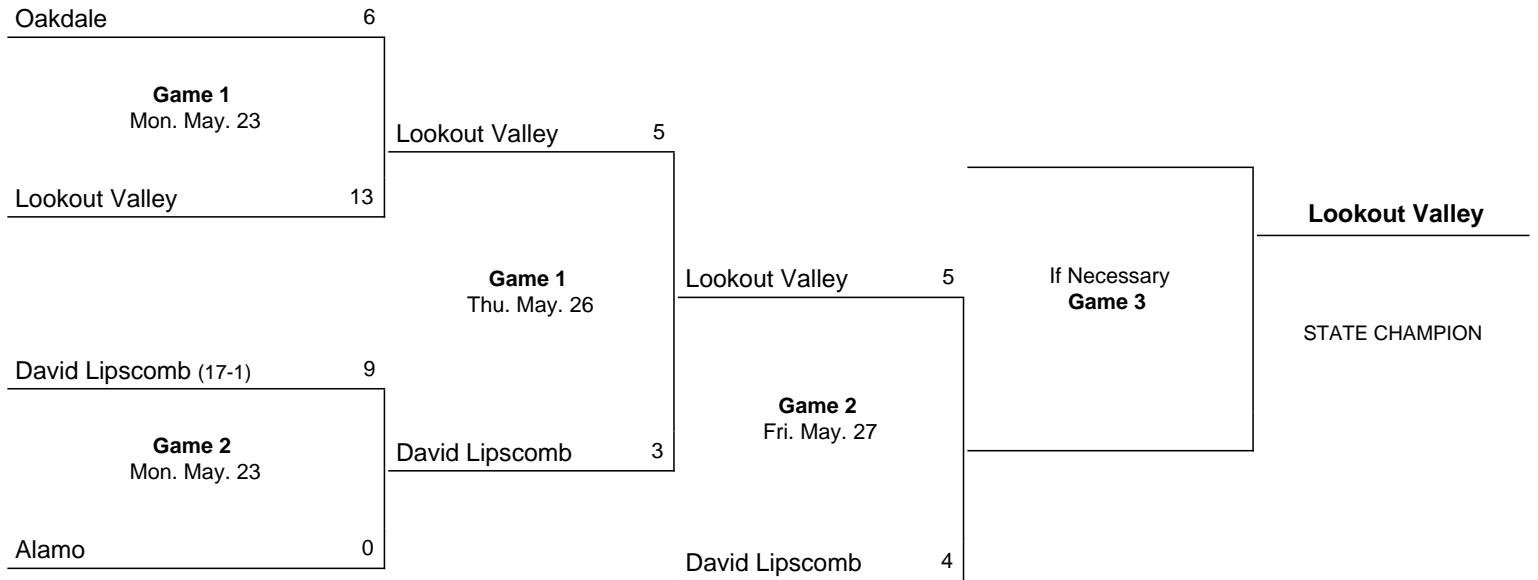 Oakdale 6
Game 1
Mon. May. 23
Lookout Valley 13
David Lipscomb (17-1) 9
Game 2
Mon. May. 23
Alamo 0
Lookout Valley 5
Game 1
Thu. May. 26
David Lipscomb 3
Lookout Valley 5
Game 2
Fri. May. 27
David Lipscomb 4
If Necessary
Game 3
Lookout Valley
STATE CHAMPION